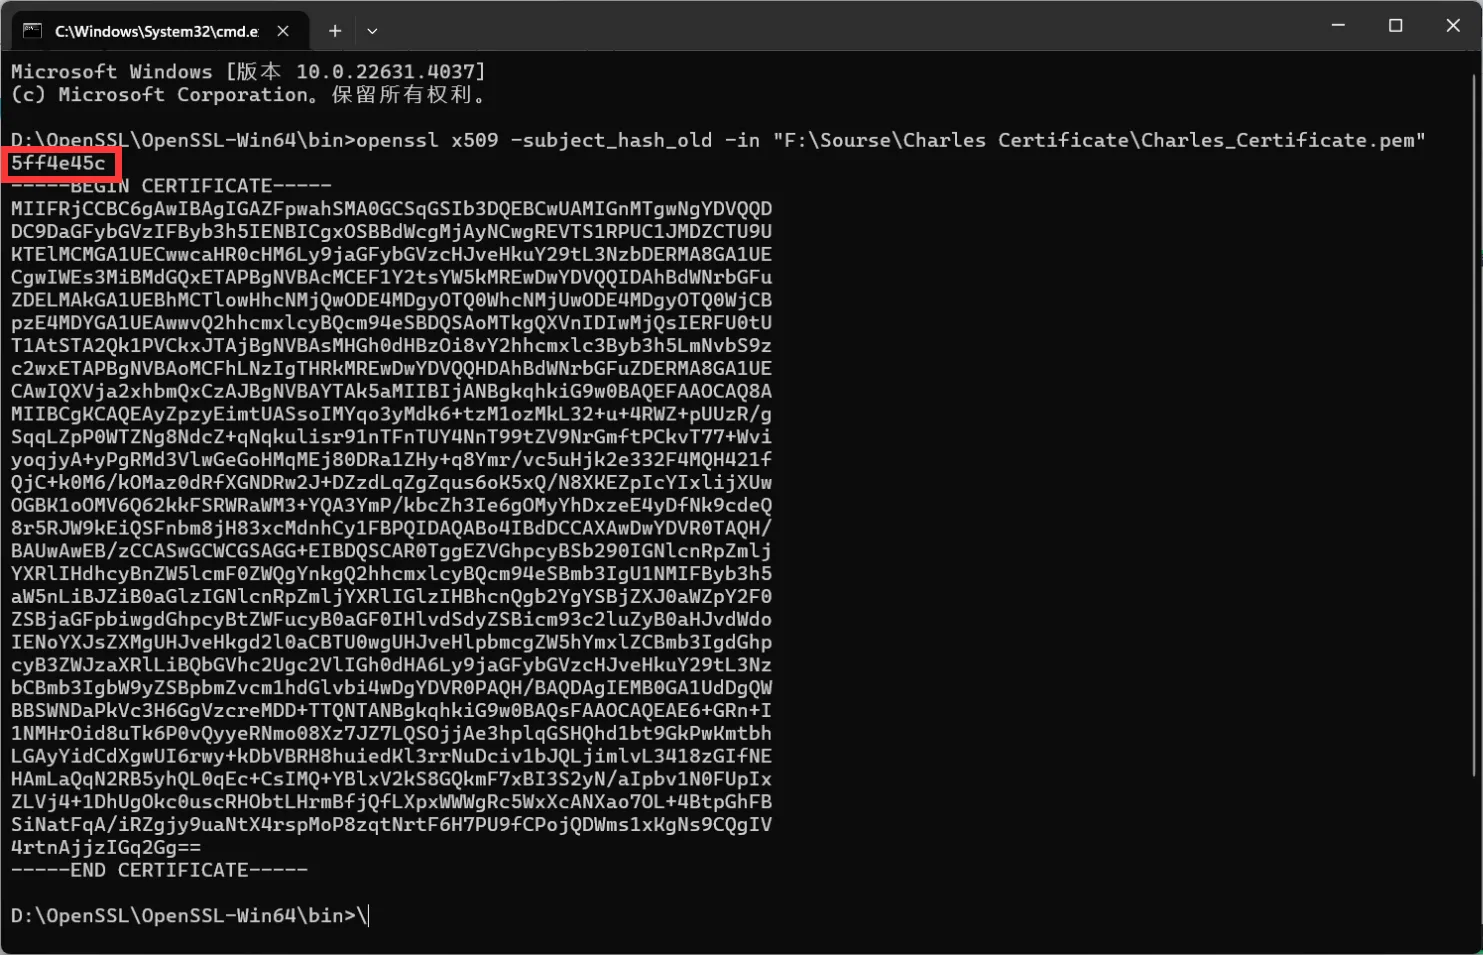 C:\Windows\System32\cmd.e
Microsoft Windows [版本 10.0.22631.4037]
(c) Microsoft Corporation。保留所有权利。
D:\OpenSSL\OpenSSL-Win64\bin>openssl x509 -subject_hash_old -in "F:\Sourse\Charles Certificate\Charles_Certificate.pem"
5ff4e45c
-----BEGIN CERTIFICATE-----
MIIFRjCCBC6gAwIBAgIGAZFpwahSMA0GCSqGSIb3DQEBCwUAMIGnMTgwNgYDVQQD
DC9DaGFybGVzIFByb3h5IENBICgxOSBBdWcgMjAyNCwgREVTS1RPUC1JMDZCTU9U
KTElMCMGA1UECwwcaHR0cHM6Ly9jaGFybGVzcHJveHkuY29tL3NzbDERMA8GA1UE
CgwIWEs3MiBMdGQxETAPBgNVBAcMCEF1Y2tsYW5kMREwDwYDVQQIDAhBdWNrbGFu
ZDELMAkGA1UEBhMCTlowHhcNMjQwODE4MDgyOTQ0WhcNMjUwODE4MDgyOTQ0WjCB
pzE4MDYGA1UEAwwvQ2hhcmxlcyBQcm94eSBDQSAoMTkgQXVnIDIwMjQsIERFU0tU
T1AtSTA2Qk1PVCkxJTAjBgNVBAsMHGh0dHBzOi8vY2hhcmxlc3Byb3h5LmNvbS9z
c2wxETAPBgNVBAoMCFhLNzIgTHRkMREwDwYDVQQHDAhBdWNrbGFuZDERMA8GA1UE
CAwIQXVja2xhbmQxCzAJBgNVBAYTAk5aMIIBIjANBgkqhkiG9w0BAQEFAAOCAQ8A
MIIBCgKCAQEAyZpzyEimtUASsoIMYqo3yMdk6+tzM1ozMkL32+u+4RWZ+pUUzR/g
SqqLZpP0WTZNg8NdcZ+qNqkulisr91nTFnTUY4NnT99tZV9NrGmftPCkvT77+Wvi
yoqjyA+yPgRMd3VlwGeGoHMqMEj80DRa1ZHy+q8Ymr/vc5uHjk2e332F4MQH421f
QjC+k0M6/kOMaz0dRfXGNDRw2J+DZzdLqZgZqus6oK5xQ/N8XKEZpIcYIxlijXUw
OGBK1oOMV6Q62kkFSRWRaWM3+YQA3YmP/kbcZh3Ie6gOMyYhDxzeE4yDfNk9cdeQ
8r5RJW9kEiQSFnbm8jH83xcMdnhCy1FBPQIDAQABo4IBdDCCAXAwDwYDVR0TAQH/
BAUwAwEB/zCCASwGCWCGSAGG+EIBDQSCAR0TggEZVGhpcyBSb290IGNlcnRpZmlj
YXRlIHdhcyBnZW5lcmF0ZWQgYnkgQ2hhcmxlcyBQcm94eSBmb3IgU1NMIFByb3h5
aW5nLiBJZiB0aGlzIGNlcnRpZmljYXRlIGlzIHBhcnQgb2YgYSBjZXJ0aWZpY2F0
ZSBjaGFpbiwgdGhpcyBtZWFucyB0aGF0IHlvdSdyZSBicm93c2luZyB0aHJvdWdo
IENoYXJsZXMgUHJveHkgd2l0aCBTU0wgUHJveHlpbmcgZW5hYmxlZCBmb3IgdGhp
cyB3ZWJzaXRlLiBQbGVhc2Ugc2VlIGh0dHA6Ly9jaGFybGVzcHJveHkuY29tL3Nz
bCBmb3IgbW9yZSBpbmZvcm1hdGlvbi4wDgYDVR0PAQH/BAQDAgIEMB0GA1UdDgQW
BBSWNDaPkVc3H6GgVzcreMDD+TTQNTANBgkqhkiG9w0BAQsFAAOCAQEAE6+GRn+I
1NMHrOid8uTk6P0vQyyeRNmo08Xz7JZ7LQSOjjAe3hplqGSHQhd1bt9GkPwKmtbh
LGAyYidCdXgwUI6rwy+kDbVBRH8huiedKl3rrNuDciv1bJQLjimlvL3418zGIfNE
HAmLaQqN2RB5yhQL0qEc+CsIMQ+YBlxV2kS8GQkmF7xBI3S2yN/aIpbv1N0FUpIx
ZLVj4+1DhUgOkc0uscRHObtLHrmBfjQfLXpxWWWgRc5WxXcANXao7OL+4BtpGhFB
SiNatFqA/iRZgjy9uaNtX4rspMoP8zqtNrtF6H7PU9fCPojQDWms1xKgNs9CQgIV
4rtnAjjzIGq2Gg==
-----END CERTIFICATE-----
D:\OpenSSL\OpenSSL-Win64\bin>\